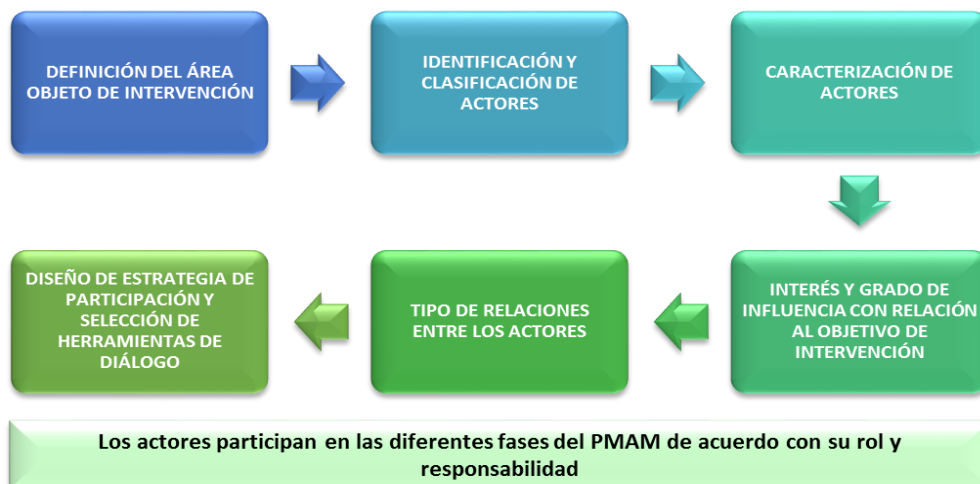 DEFINICIÓN DEL ÁREA
OBJETO DE INTERVENCIÓN
IDENTIFICACIÓN Y
CLASIFICACIÓN DE
ACTORES
CARACTERIZACIÓN DE
ACTORES
INTERÉS Y GRADO DE
INFLUENCIA CON RELACIÓN
AL OBJETIVO DE
INTERVENCIÓN
TIPO DE RELACIONES
ENTRE LOS ACTORES
DISEÑO DE ESTRATEGIA DE
PARTICIPACIÓN Y
SELECCIÓN DE
HERRAMIENTAS DE
DIÁLOGO
Los actores participan en las diferentes fases del PMAM de acuerdo con su rol y
responsabilidad